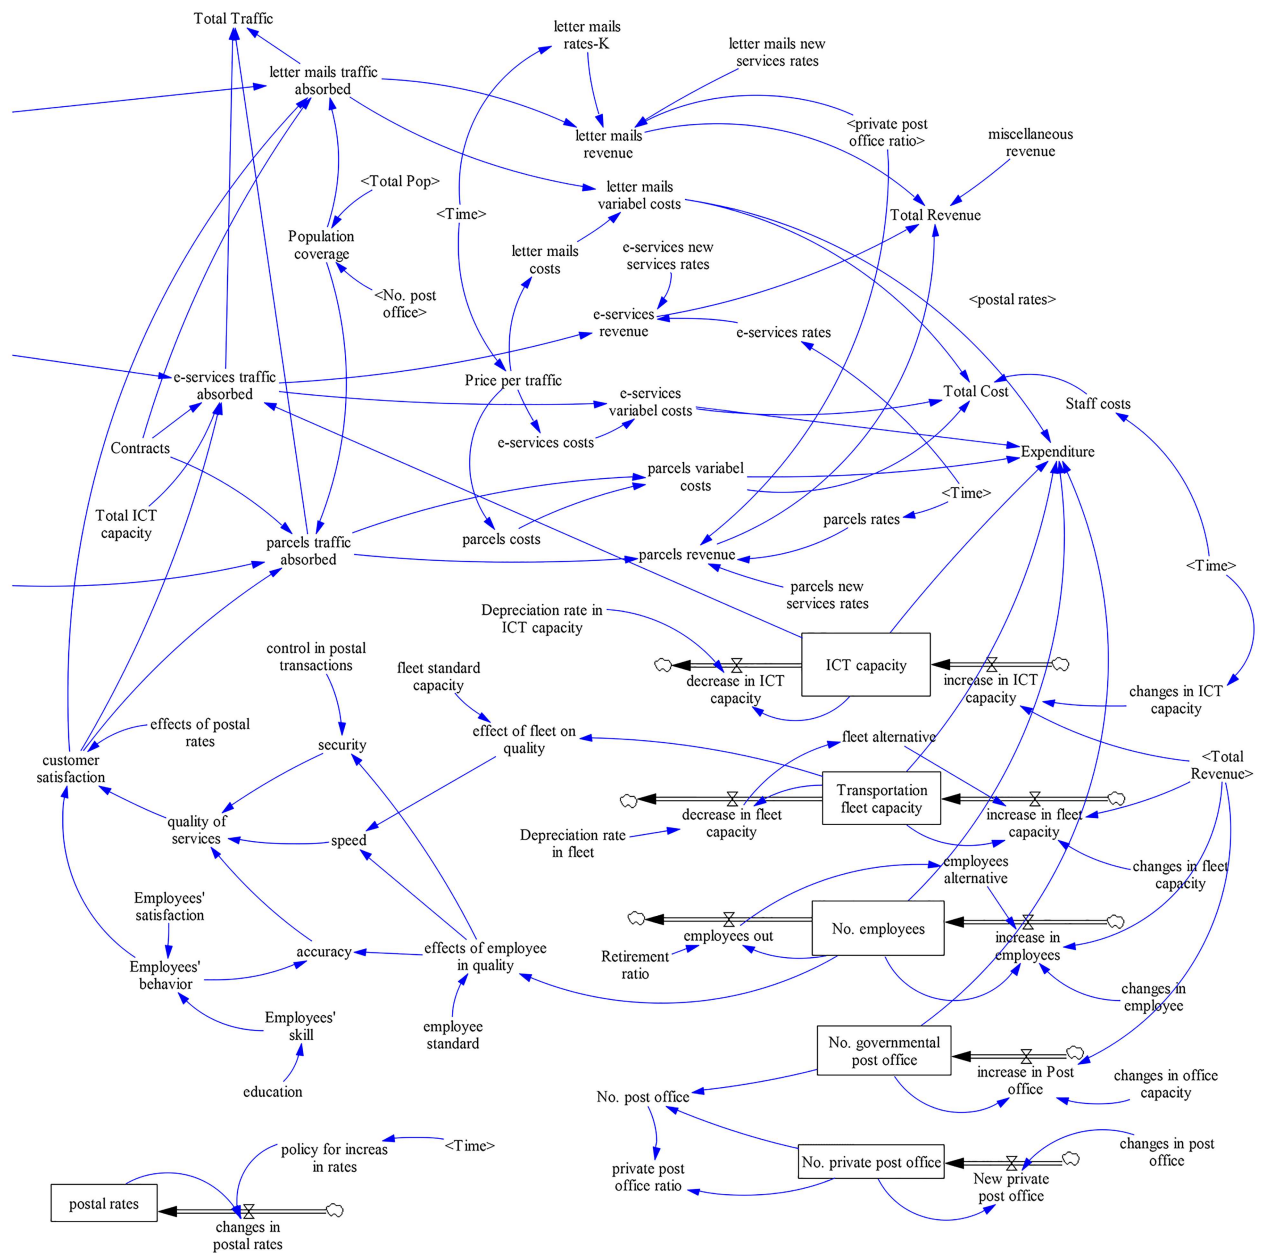 Total Traffic
letter mails
rates-K
letter mails new
services rates
letter mails traffic
absorbed
<private post
office ratio>
miscellaneous
revenue
letter mails
revenue
<Total Pop>
letter mails
variabel costs
<Time>
Total Revenue
Population
coverage
letter mails
costs
e-services new
services rates
<No. post
office>
<postal rates>
e-services
revenue
e-services rates
e-services traffic
absorbed
Price per traffic
e-services
variabel costs
Total Cost
Staff costs
Contracts
e-services costs
Expenditure
parcels variabel
costs
<Time>
Total ICT
capacity
parcels rates
parcels traffic
absorbed
parcels costs
parcels revenue
<Time>
parcels new
services rates
Depreciation rate in
ICT capacity
control in postal
transactions
fleet standard
capacity
ICT capacity
decrease in ICT
capacity
increase in ICT
capacity
changes in ICT
capacity
effects of postal
rates
security
effect of fleet on
quality
fleet alternative
customer
satisfaction
<Total
Revenue>
Transportation
fleet capacity
decrease in fleet
capacity
increase in fleet
capacity
quality of
services
speed
Depreciation rate
in fleet
employees
alternative
changes in fleet
capacity
Employees'
satisfaction
No. employees
employees out
increase in
employees
accuracy
effects of employee
in quality
Retirement
ratio
Employees'
behavior
changes in
employee
Employees'
skill
employee
standard
No. governmental
post office
increase in Post
office
education
No. post office
changes in office
capacity
policy for increas
in rates
<Time>
private post
office ratio
No. private post office
New private
post office
changes in post
office
postal rates
changes in
postal rates